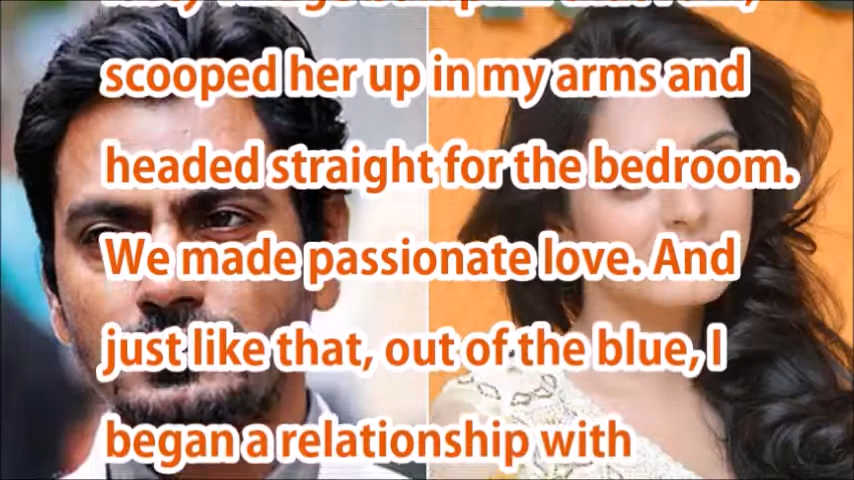 scooped her up in my arms and
headed straight for the bedroom.
We made passionate love. And
just like that, out of the blue, I
began a relationship with